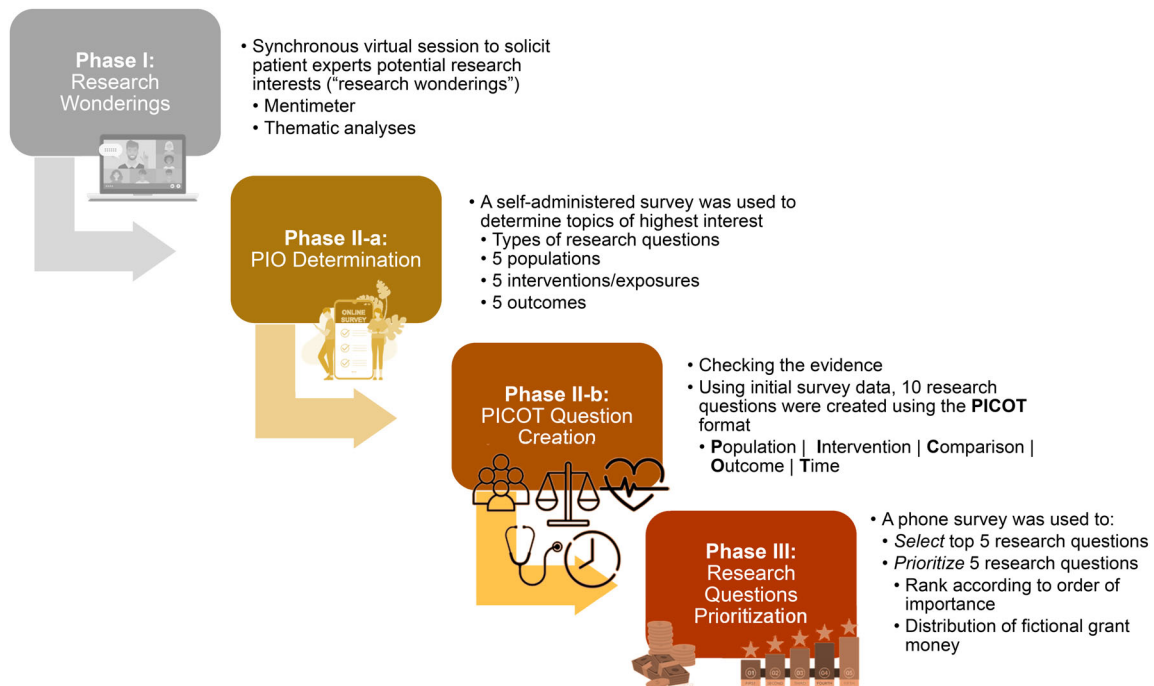 Phase I:
Research
Wonderings
• Synchronous virtual session to solicit
patient experts potential research
interests (“research wonderings”)
• Mentimeter
• Thematic analyses
Phase II-a:
PIO Determination
ONLINE
SURVEY
• A self-administered survey was used to
determine topics of highest interest
• Types of research questions
• 5 populations
• 5 interventions/exposures
• 5 outcomes
Phase II-b:
PICOT Question
Creation
• Checking the evidence
• Using initial survey data, 10 research
questions were created using the PICOT
format
• Population | Intervention | Comparison |
Outcome | Time
Phase III:
Research
Questions
Prioritization
01 02 03 04 05
• A phone survey was used to:
• Select top 5 research questions
• Prioritize 5 research questions
• Rank according to order of
importance
• Distribution of fictional grant
money